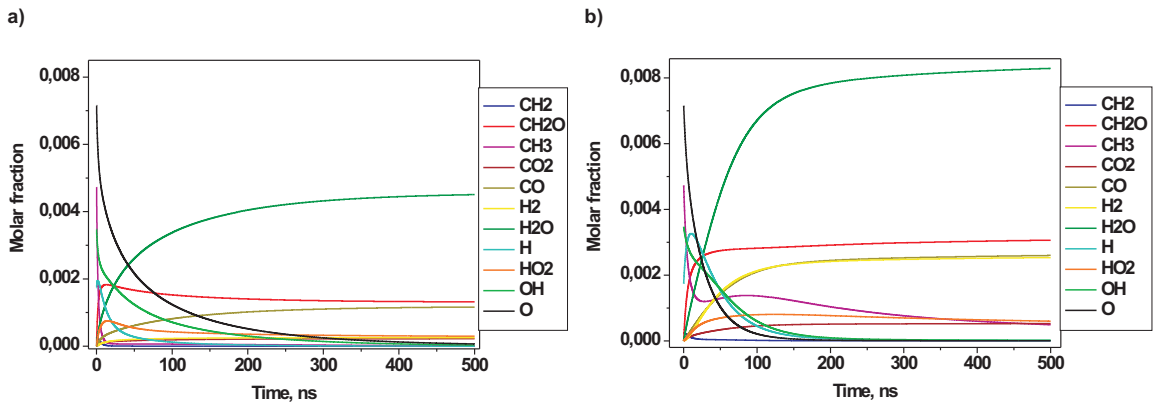 a)
0,008
0,006
0,004
0,002
0,000
Molar fraction
0 100 200 300 400 500
Time, ns
CH2
CH2O
CH3
CO2
CO
H2
H2O
H
HO2
OH
O
b)
0,008
0,006
0,004
0,002
0,000
Molar fraction
0 100 200 300 400 500
Time, ns
CH2
CH2O
CH3
CO2
CO
H2
H2O
H
HO2
OH
O